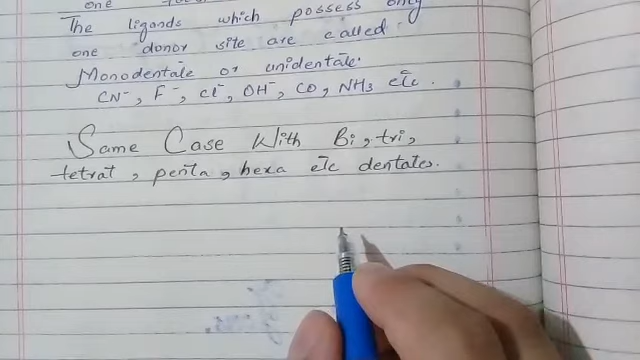 one
The ligands which possess only
one donor site are called
Monodentate or unidentate.
CN⁻, F⁻, Cl⁻, OH⁻, CO, NH3 etc.
Same Case With Bi, tri,
tetrat, penta, hexa etc dentates.